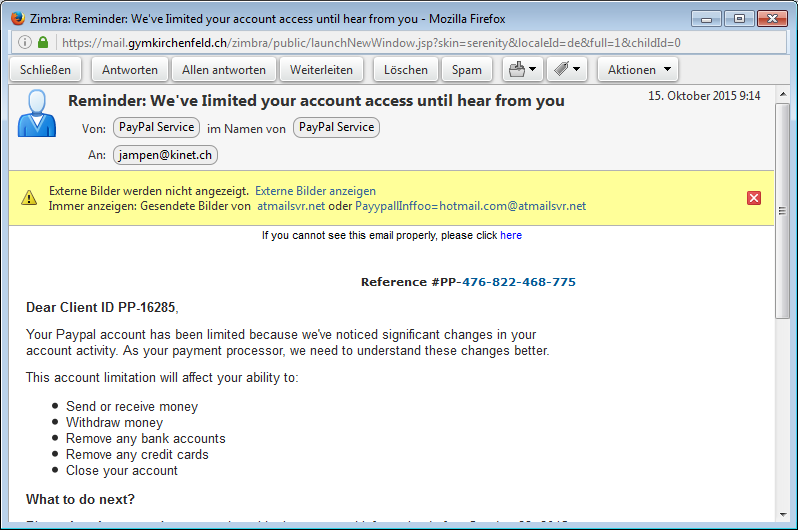 Zimbra: Reminder: We've Iimited your account access until hear from you - Mozilla Firefox
https://mail.gymkirchenfeld.ch/zimbra/public/launchNewWindow.jsp?skin=serenity&localeId=de&full=1&childId=0
Schließen Antworten Allen antworten Weiterleiten Löschen Spam Aktionen
Reminder: We've Iimited your account access until hear from you 15. Oktober 2015 9:14
Von: PayPal Service im Namen von PayPal Service
An: jampen@kinet.ch
Externe Bilder werden nicht angezeigt. Externe Bilder anzeigen
Immer anzeigen: Gesendete Bilder von atmailsvr.net oder PayypallInffoo=hotmail.com@atmailsvr.net
If you cannot see this email properly, please click here
Reference #PP-476-822-468-775
Dear Client ID PP-16285,
Your Paypal account has been limited because we've noticed significant changes in your
account activity. As your payment processor, we need to understand these changes better.
This account limitation will affect your ability to:
Send or receive money
Withdraw money
Remove any bank accounts
Remove any credit cards
Close your account
What to do next?